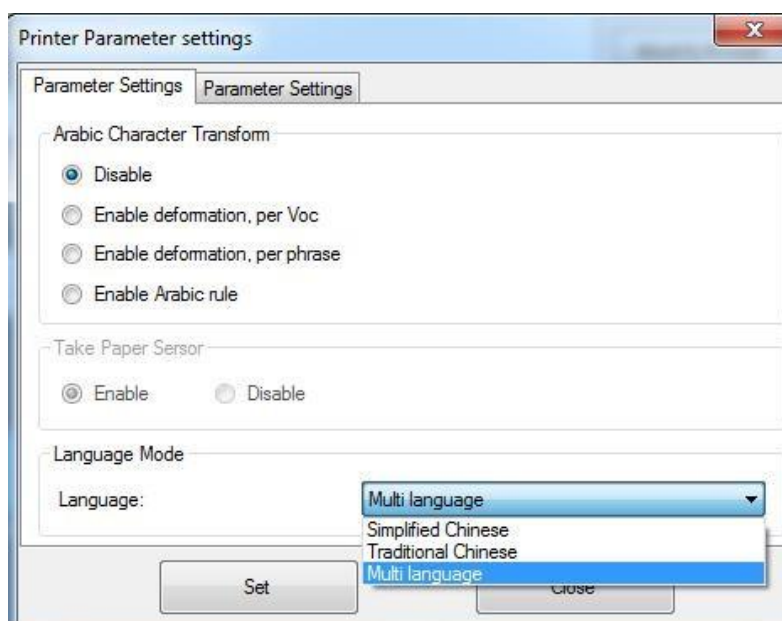 Printer Parameter settings
Parameter Settings Parameter Settings
Arabic Character Transform
Disable
Enable deformation, per Voc
Enable deformation, per phrase
Enable Arabic rule
Take Paper Sersor
Enable Disable
Language Mode
Language: Multi language
Simplified Chinese
Traditional Chinese
Multi language
Set Close